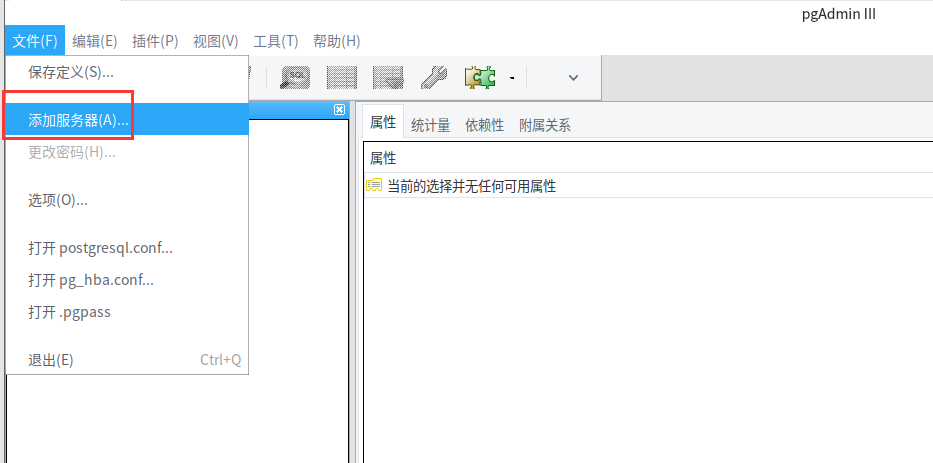 pgAdmin III
文件(F) 编辑(E) 插件(P) 视图(V) 工具(T) 帮助(H)
保存定义(S)...
SQL
添加服务器(A)...
属性 统计量 依赖性 附属关系
更改密码(H)...
属性
当前的选择并无任何可用属性
选项(O)...
打开 postgresql.conf...
打开 pg_hba.conf...
打开 .pgpass
退出(E) Ctrl+Q